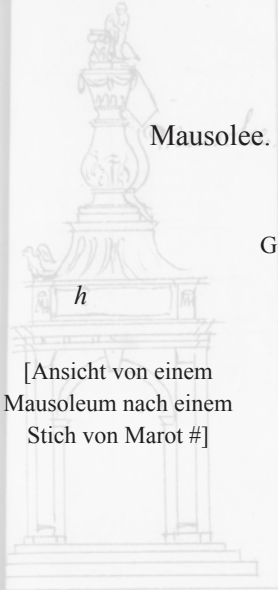 Mausolee.
G
h
[Ansicht von einem
Mausoleum nach einem
Stich von Marot #]